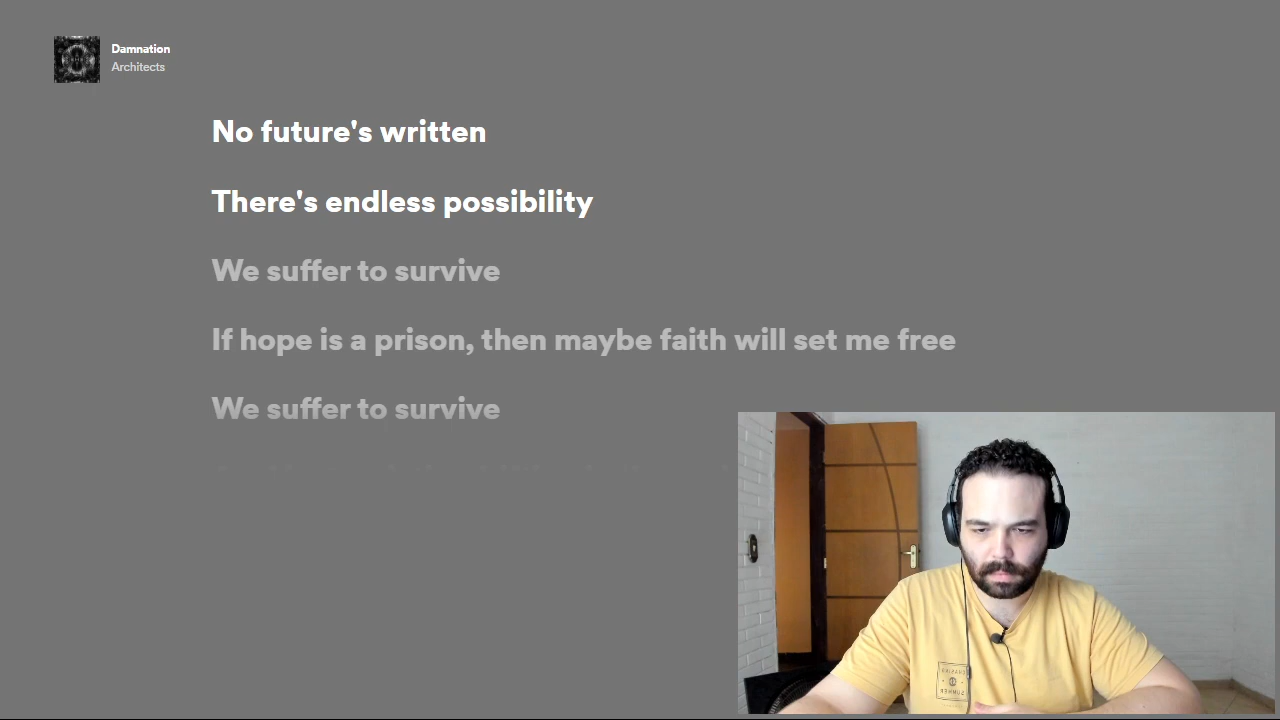 Damnation
Architects
No future's written
There's endless possibility
We suffer to survive
If hope is a prison, then maybe faith will set me free
We suffer to survive
SUMMER